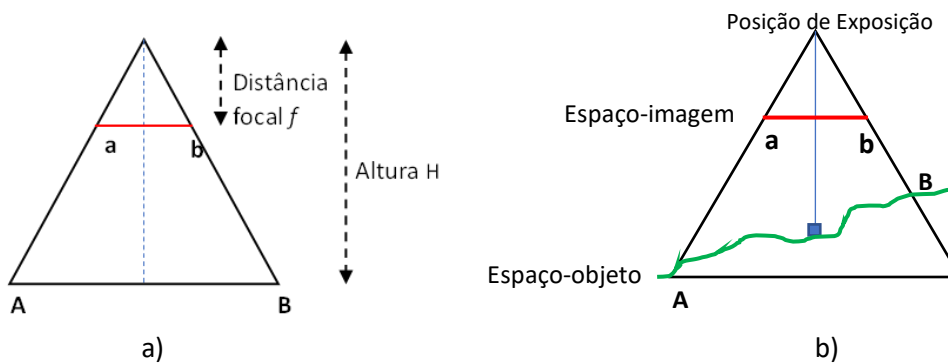 Distância
focal f
a
b
Altura H
A
B
a)
Posição de Exposição
Espaço-imagem
a
b
B
Espaço-objeto
A
b)